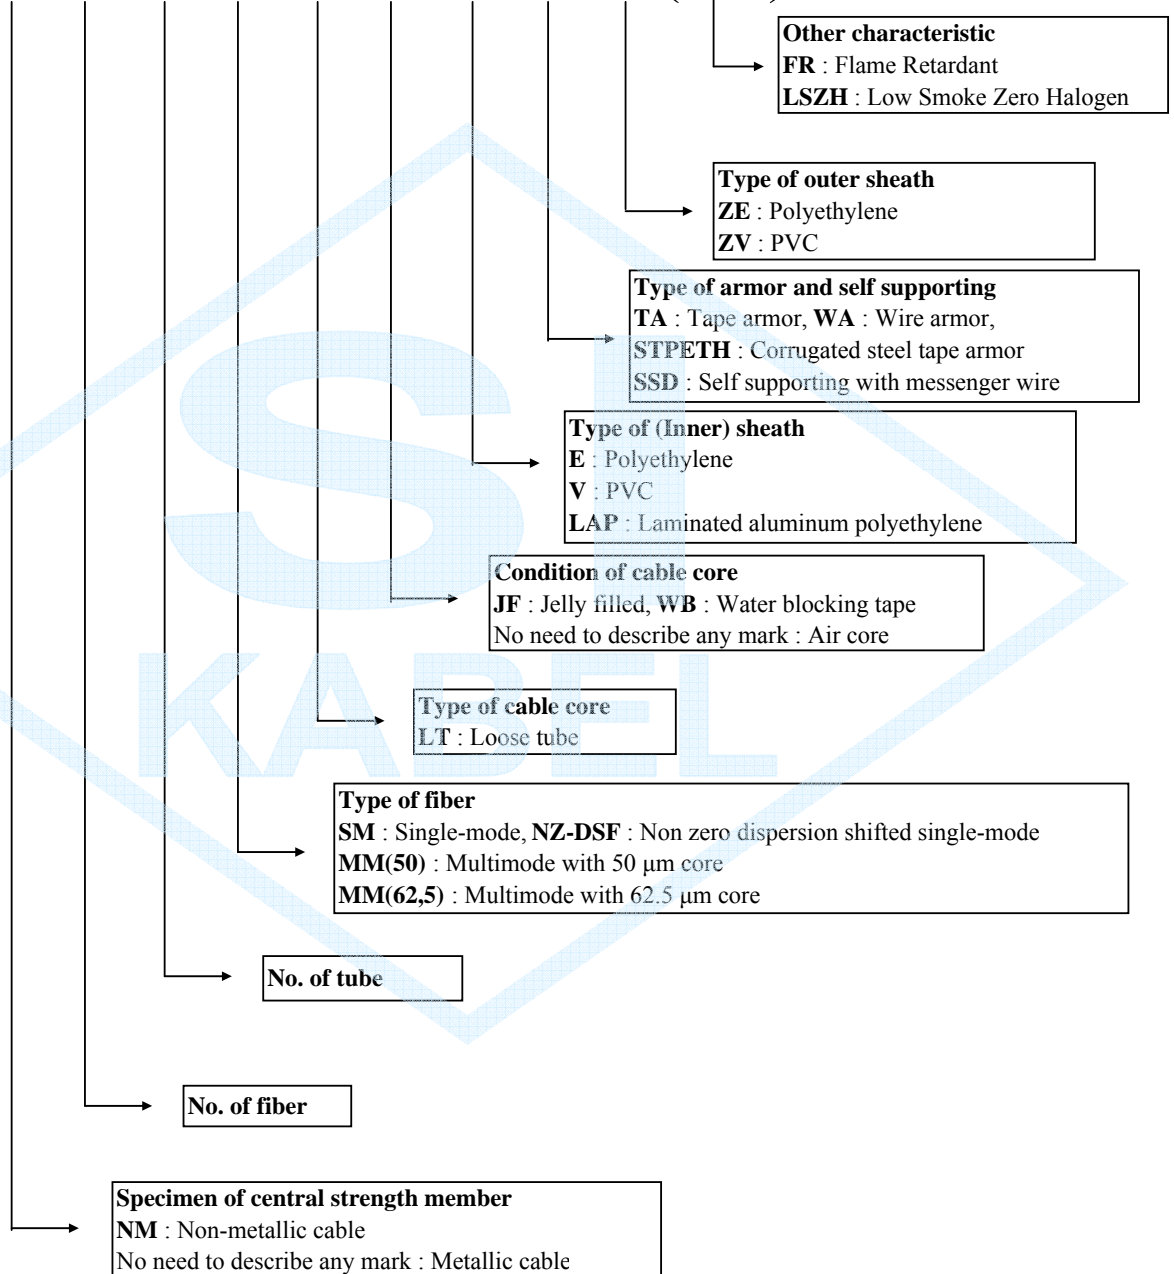 Other characteristic
FR : Flame Retardant
LSZH : Low Smoke Zero Halogen
Type of outer sheath
ZE : Polyethylene
ZV : PVC
Type of armor and self supporting
TA : Tape armor, WA : Wire armor,
STPETH : Corrugated steel tape armor
SSD : Self supporting with messenger wire
Type of (Inner) sheath
E : Polyethylene
V : PVC
LAP : Laminated aluminum polyethylene
Condition of cable core
JF : Jelly filled, WB : Water blocking tape
No need to describe any mark : Air core
Type of cable core
LT : Loose tube
Type of fiber
SM : Single-mode, NZ-DSF : Non zero dispersion shifted single-mode
MM(50) : Multimode with 50 μm core
MM(62,5) : Multimode with 62.5 μm core
No. of tube
No. of fiber
Specimen of central strength member
NM : Non-metallic cable
No need to describe any mark : Metallic cable
SI
KABEL